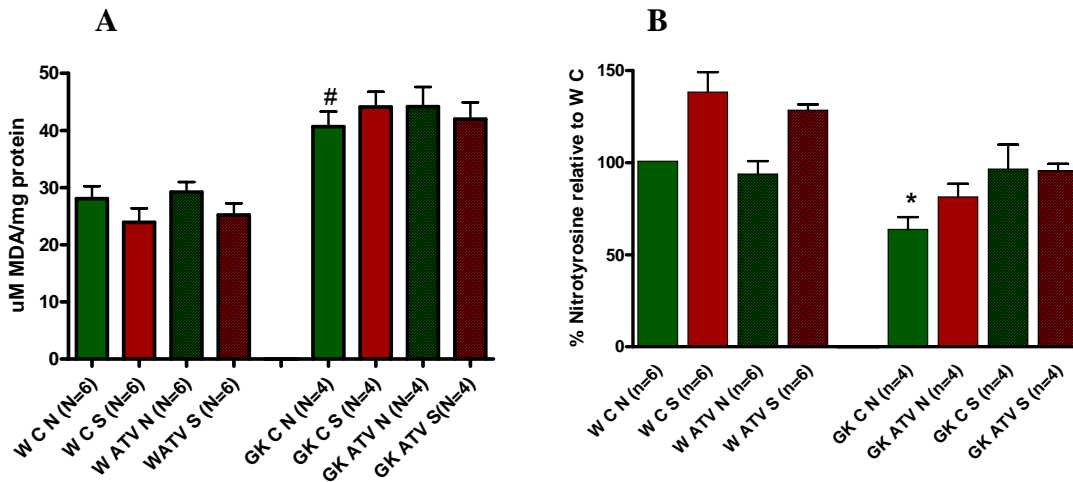 A
uM MDA/mg protein
50
40
30
20
10
0
#
W C N (N=6)
W C S (N=6)
W ATV N (N=6)
WATV S (N=6)
GK C N (N=4)
GK C S (N=4)
GK ATV N (N=4)
GK ATV S(N=4)
B
% Nitrotyrosine relative to W C
150
100
50
0
*
W C N (n=6)
W C S (n=6)
W ATV N (n=6)
W ATV S (n=6)
GK C N (n=4)
GK ATV N (n=4)
GK C S (n=4)
GK ATV S (n=4)